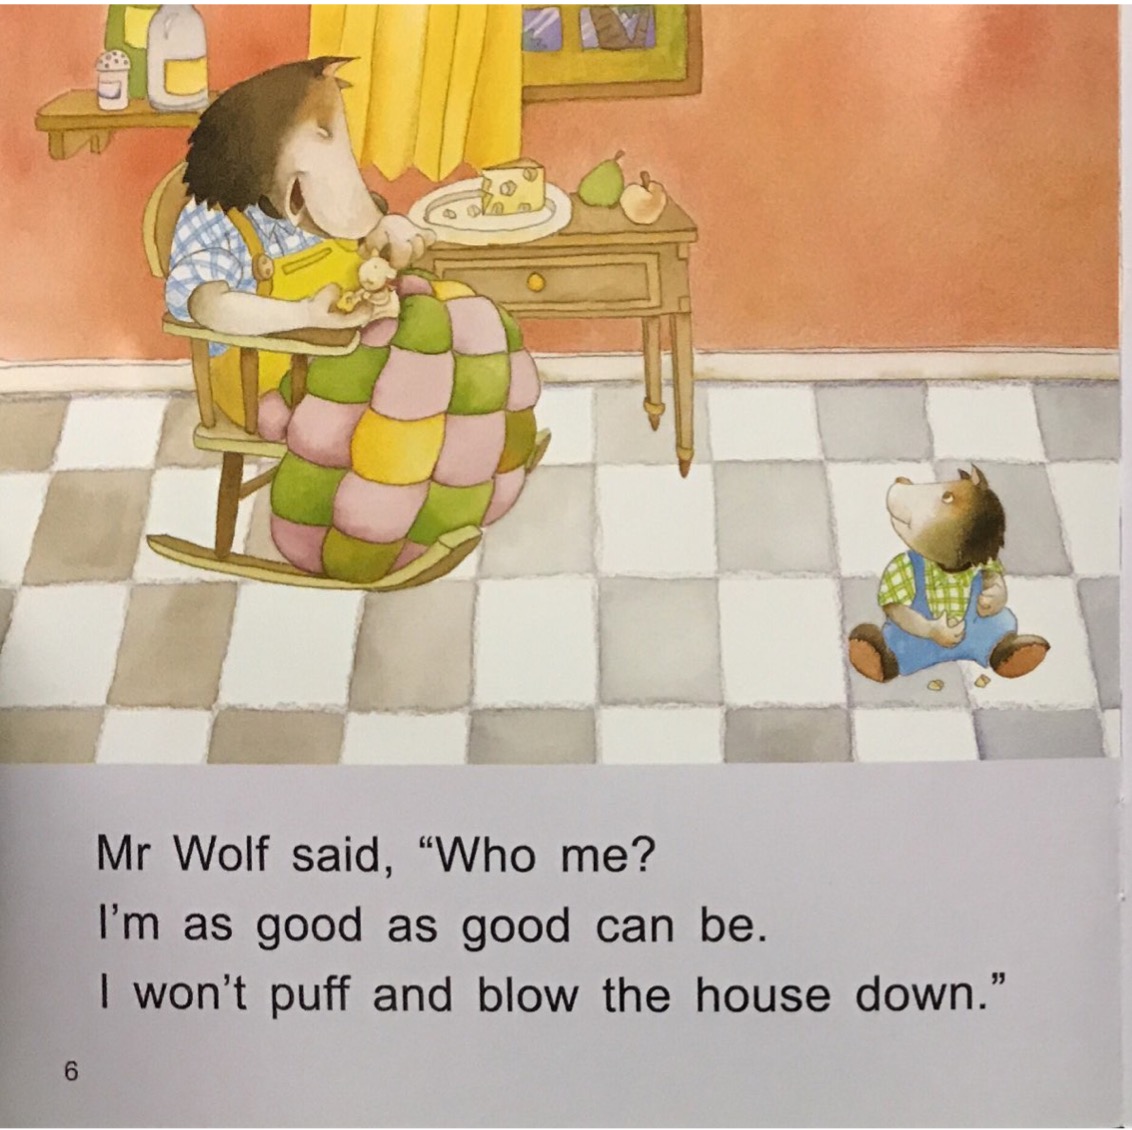 Mr Wolf said, “Who me?
I’m as good as good can be.
I won’t puff and blow the house down.”
6